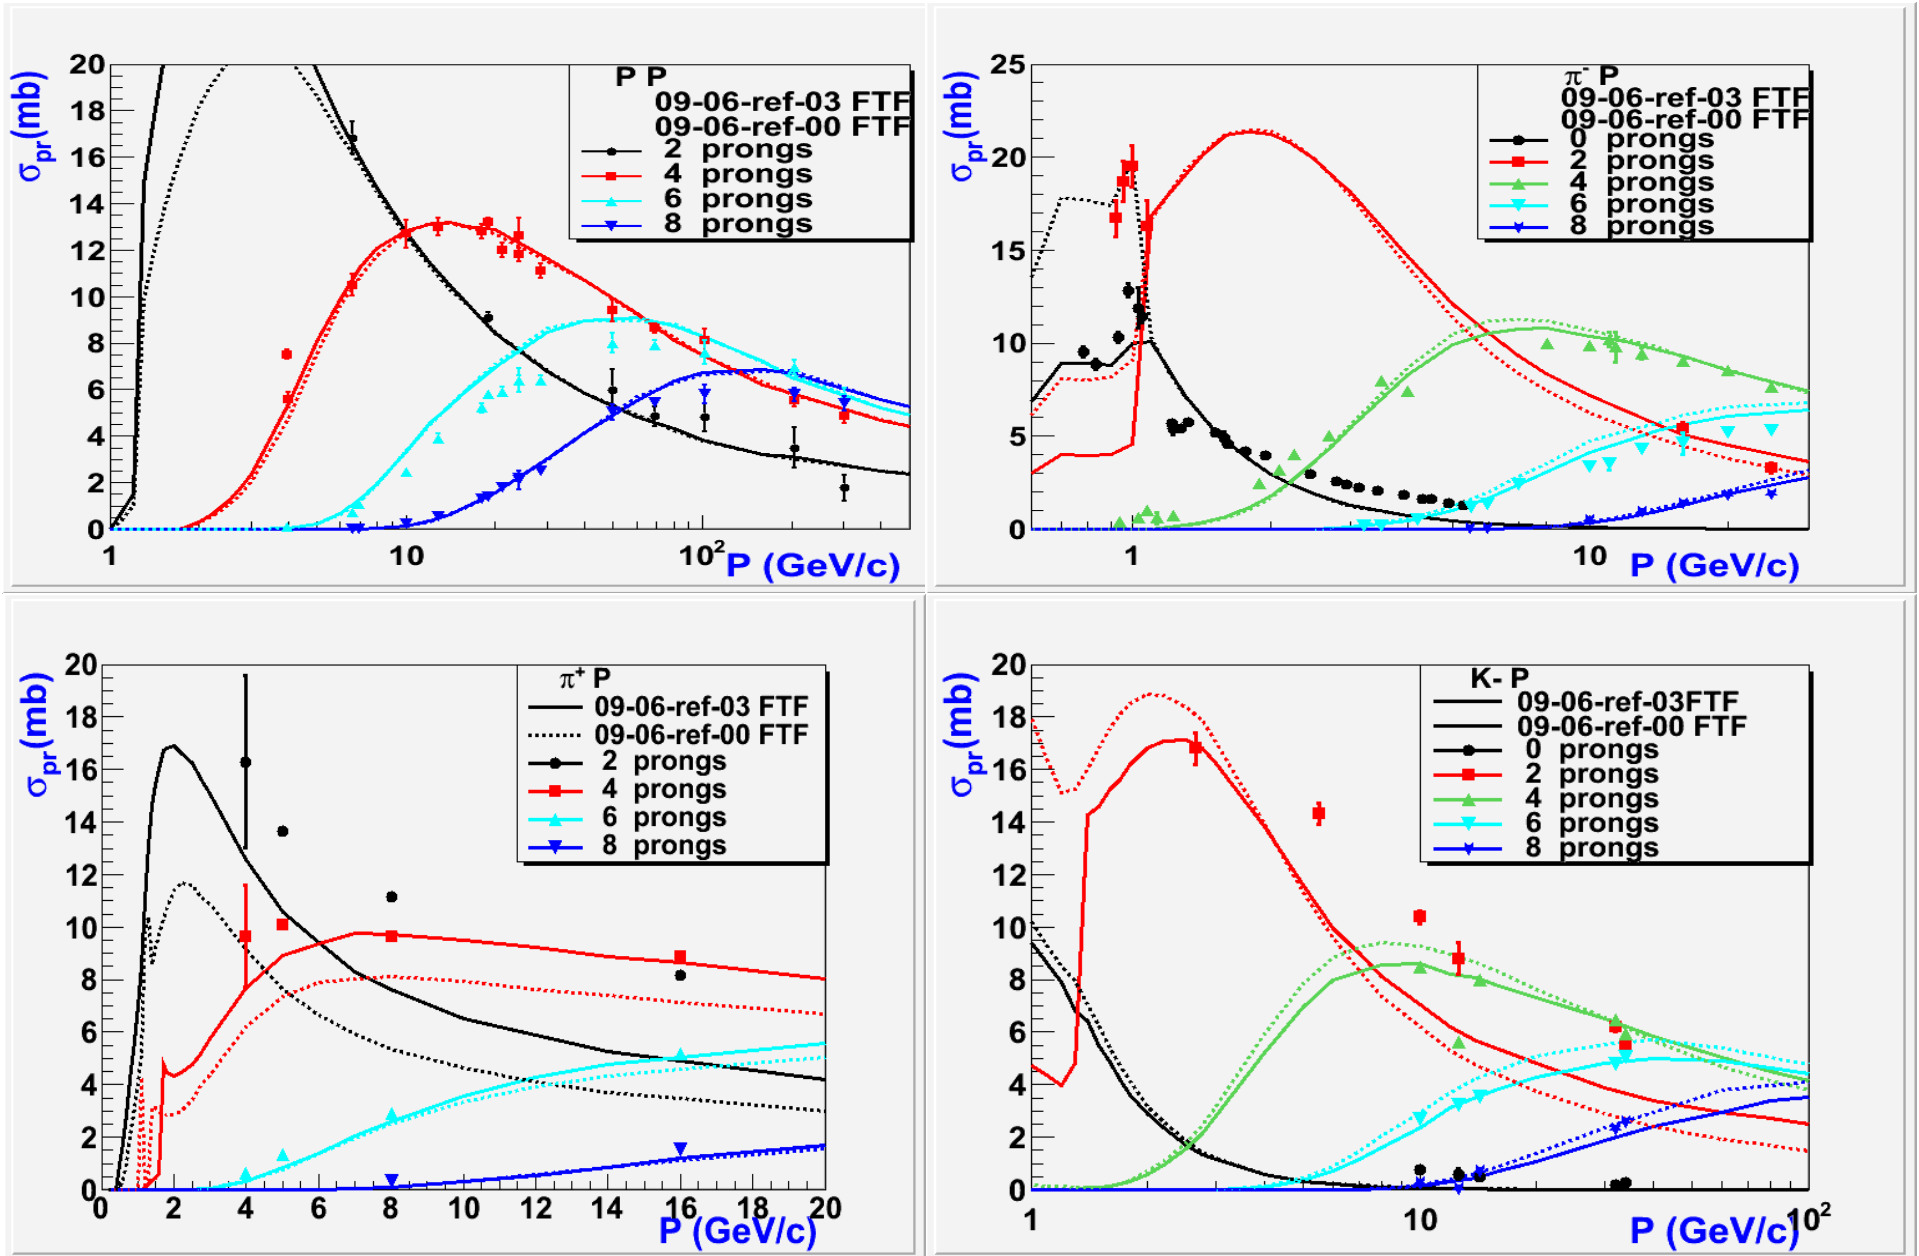 σpr(mb)
20
18
16
14
12
10
8
6
4
2
0
P P
09-06-ref-03 FTF
09-06-ref-00 FTF
2 prongs
4 prongs
6 prongs
8 prongs
1
10
10²
P (GeV/c)
σpr(mb)
25
20
15
10
5
0
π⁻ P
09-06-ref-03 FTF
09-06-ref-00 FTF
0 prongs
2 prongs
4 prongs
6 prongs
8 prongs
1
10
P (GeV/c)
σpr(mb)
20
18
16
14
12
10
8
6
4
2
0
π⁺ P
09-06-ref-03 FTF
09-06-ref-00 FTF
2 prongs
4 prongs
6 prongs
8 prongs
0 2 4 6 8 10 12 14 16 18 20
P (GeV/c)
σpr(mb)
20
18
16
14
12
10
8
6
4
2
0
K- P
09-06-ref-03FTF
09-06-ref-00 FTF
0 prongs
2 prongs
4 prongs
6 prongs
8 prongs
1
10
10²
P (GeV/c)